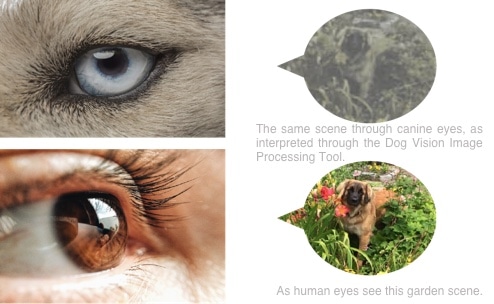 The same scene through canine eyes, as
interpreted through the Dog Vision Image
Processing Tool.
As human eyes see this garden scene.